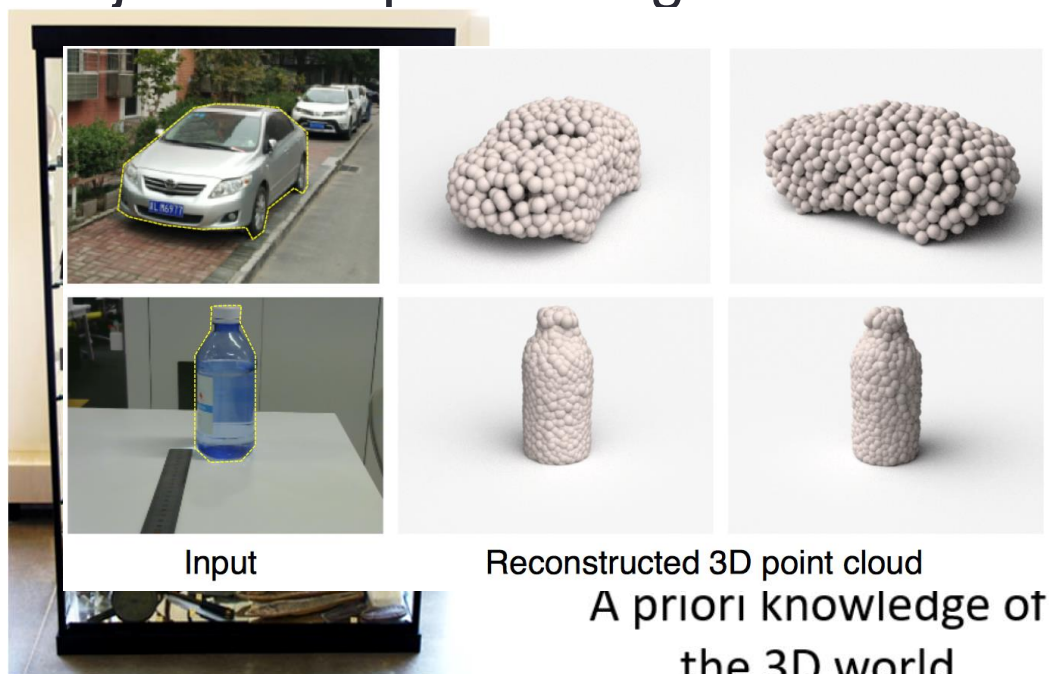 Input
Reconstructed 3D point cloud
A priori knowledge of
the 3D world